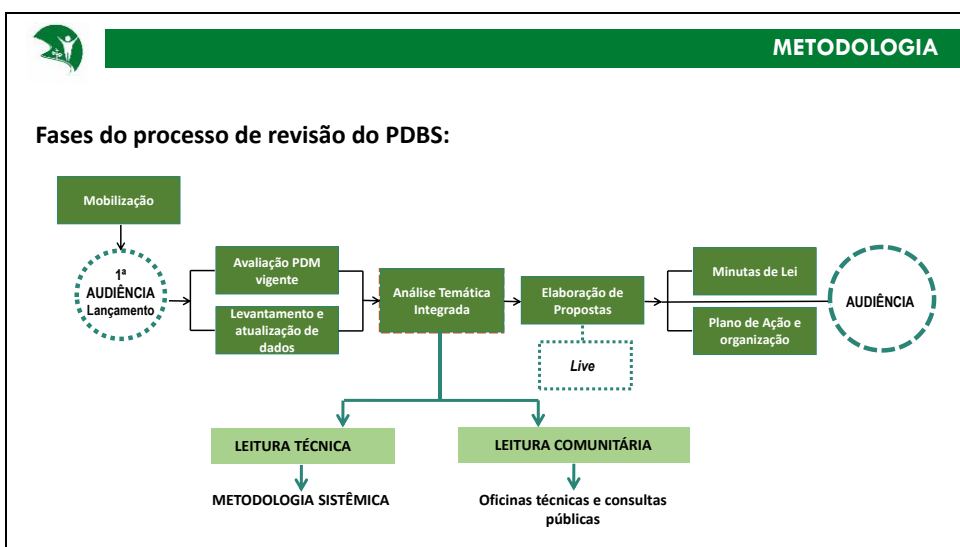 METODOLOGIA
Fases do processo de revisão do PDBS:
Mobilização
1ª
AUDIÊNCIA
Lançamento
Avaliação PDM
vigente
Levantamento e
atualização de
dados
Análise Temática
Integrada
Elaboração de
Propostas
Live
Minutas de Lei
Plano de Ação e
organização
AUDIÊNCIA
LEITURA TÉCNICA
LEITURA COMUNITÁRIA
METODOLOGIA SISTÊMICA
Oficinas técnicas e consultas
públicas